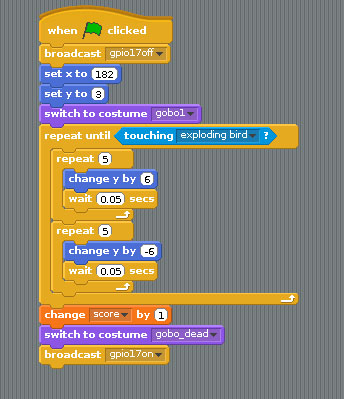 when clicked
broadcast gpio17off
set x to 182
set y to 3
switch to costume gobo1
repeat until touching exploding bird ?
repeat 5
change y by 6
wait 0.05 secs
repeat 5
change y by -6
wait 0.05 secs
change score by 1
switch to costume gobo_dead
broadcast gpio17on